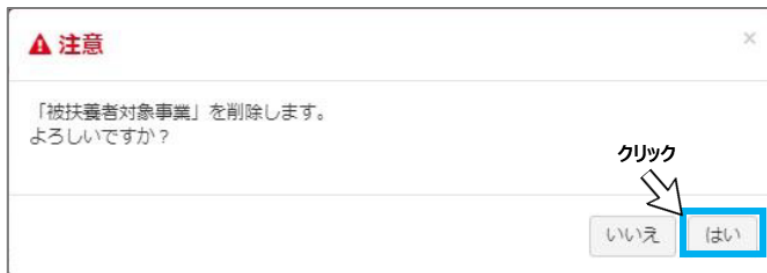 注意
×
「被扶養者対象事業」を削除します。
よろしいですか？
クリック
いいえ
はい